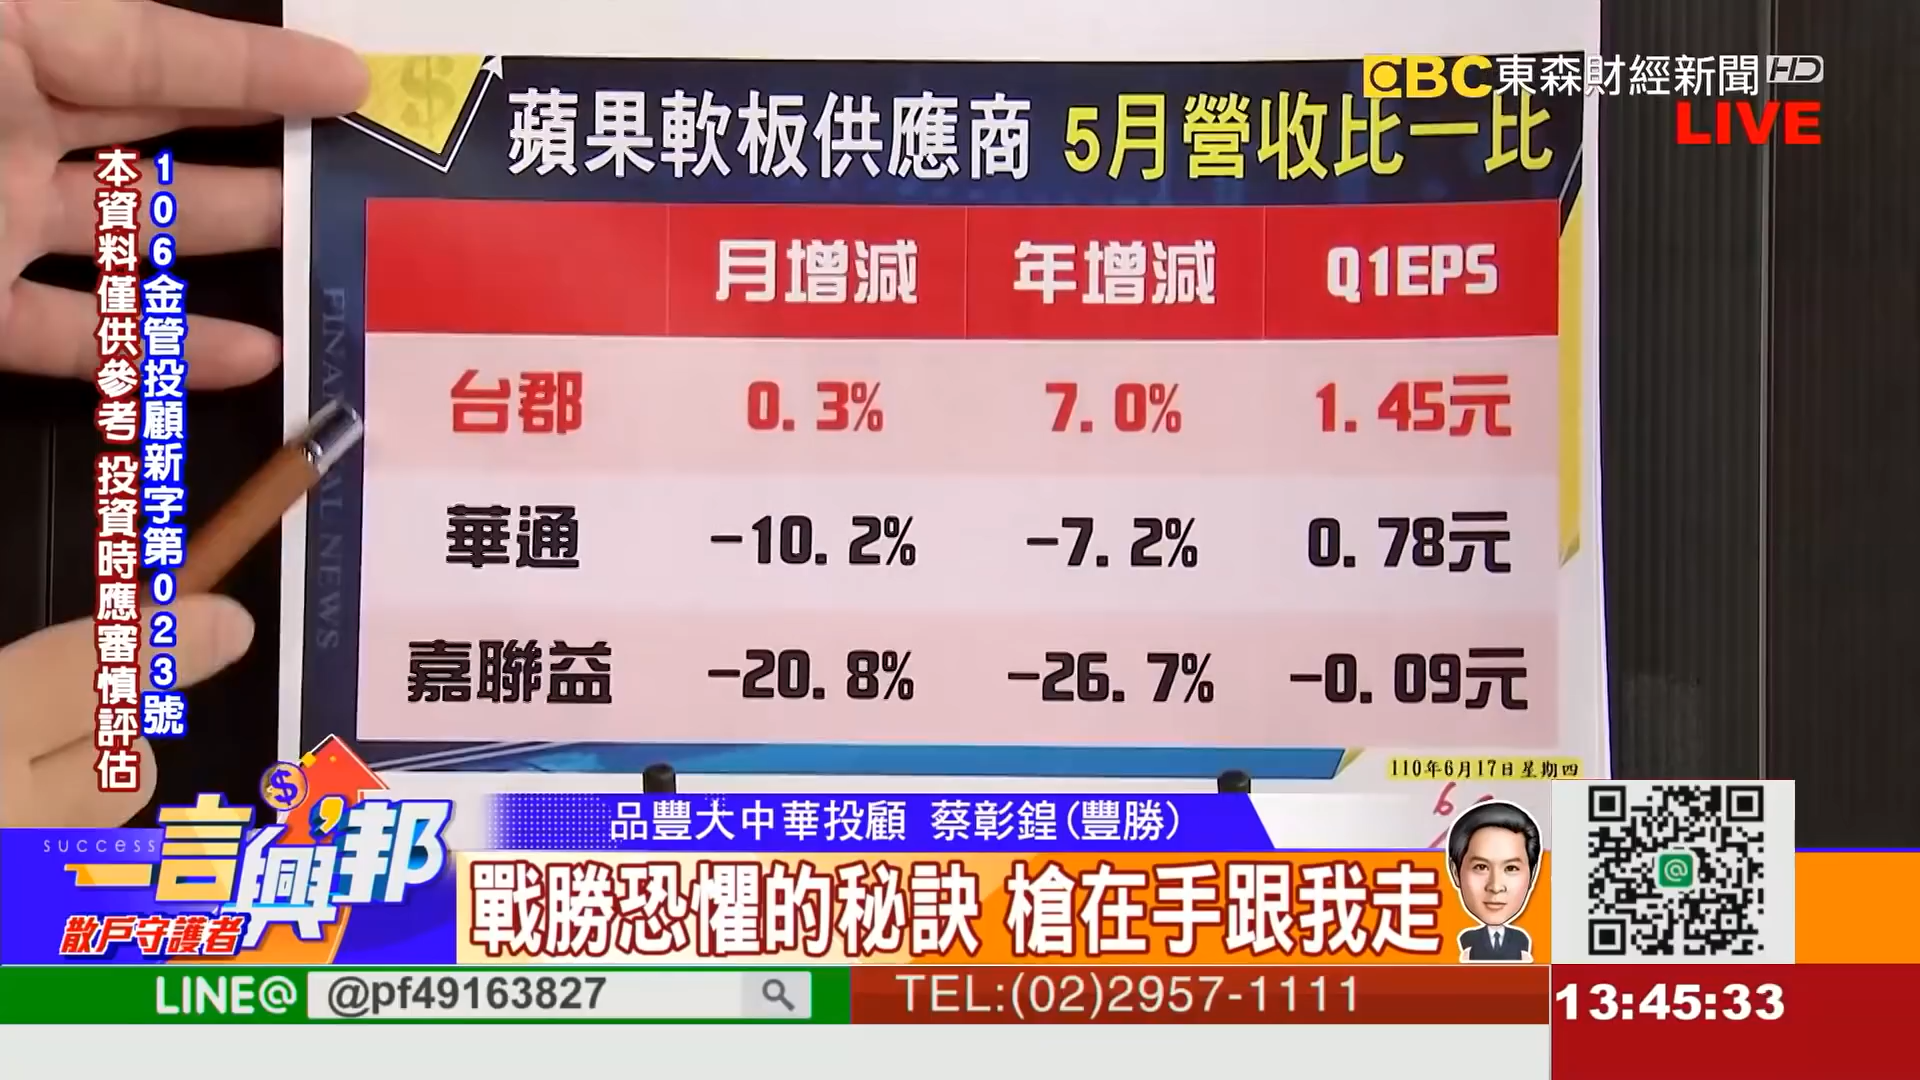 EBC東森財經新聞HD
LIVE
蘋果軟板供應商 5月營收比一比
月增減 年增減 Q1EPS
台郡 0.3% 7.0% 1.45元
華通 -10.2% -7.2% 0.78元
嘉聯益 -20.8% -26.7% -0.09元
110年6月17日星期四
106金管投顧新字第023號
本資料僅供參考 投資時應審慎評估
品豐大中華投顧 蔡彰鍠(豐勝)
success
一言興邦
散戶守護者
戰勝恐懼的秘訣 槍在手跟我走
LINE@ @pf49163827
TEL:(02)2957-1111
13:45:33